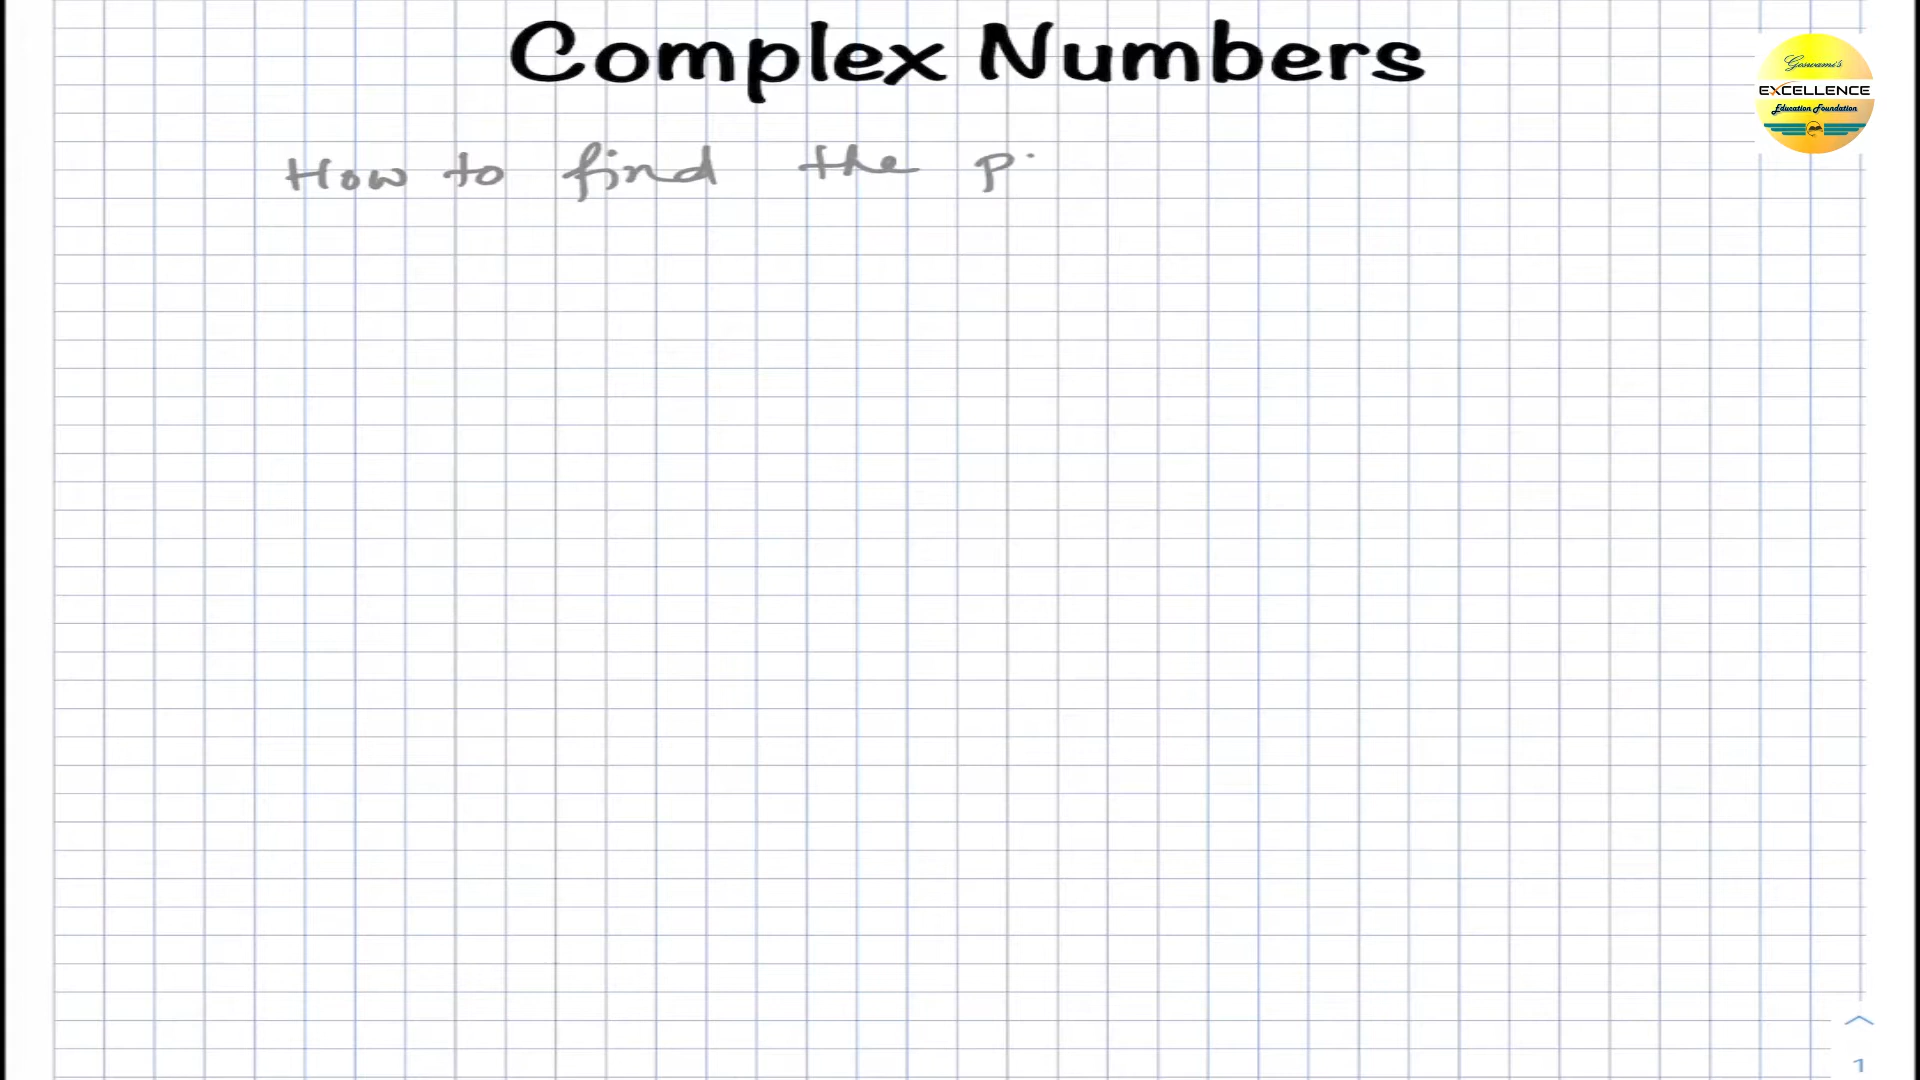 Complex Numbers
Goswami's
EXCELLENCE
Education Foundation
How to find the p
1